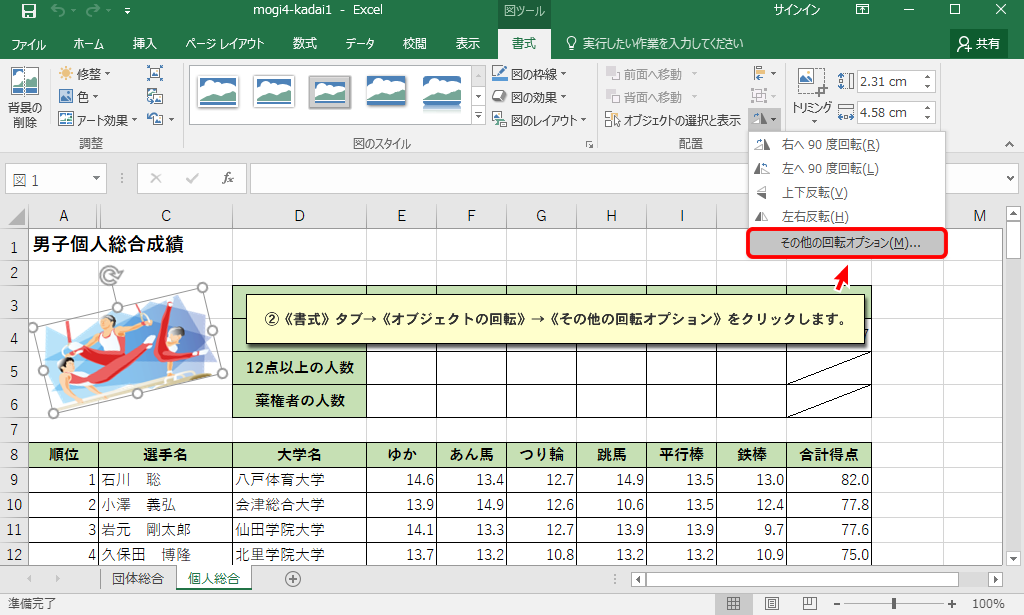 mogi4-kadai1 - Excel
図ツール
サインイン
ファイル ホーム 挿入 ページ レイアウト 数式 データ 校閲 表示 書式 実行したい作業を入力してください 共有
背景の
削除
修整
色
アート効果
調整
図のスタイル
図の枠線
図の効果
図のレイアウト
前面へ移動
背面へ移動
オブジェクトの選択と表示
配置
トリミング
2.31 cm
4.58 cm
右へ 90 度回転(R)
左へ 90 度回転(L)
上下反転(V)
左右反転(H)
その他の回転オプション(M)...
図 1
fx
A C D E F G H I M
1 男子個人総合成績
2
3
②《書式》タブ→《オブジェクトの回転》→《その他の回転オプション》をクリックします。
4
5 12点以上の人数
6 棄権者の人数
7
8 順位 選手名 大学名 ゆか あん馬 つり輪 跳馬 平行棒 鉄棒 合計得点
9 1 石川 聡 八戸体育大学 14.6 13.4 12.7 14.9 13.5 13.0 82.0
10 2 小澤 義弘 会津総合大学 13.9 14.9 12.6 10.6 13.5 12.4 77.8
11 3 岩元 剛太郎 仙田学院大学 14.1 13.3 12.7 13.9 13.9 9.7 77.6
12 4 久保田 博隆 北里学院大学 13.7 13.2 10.8 13.2 13.2 10.9 75.0
団体総合 個人総合
準備完了
100%